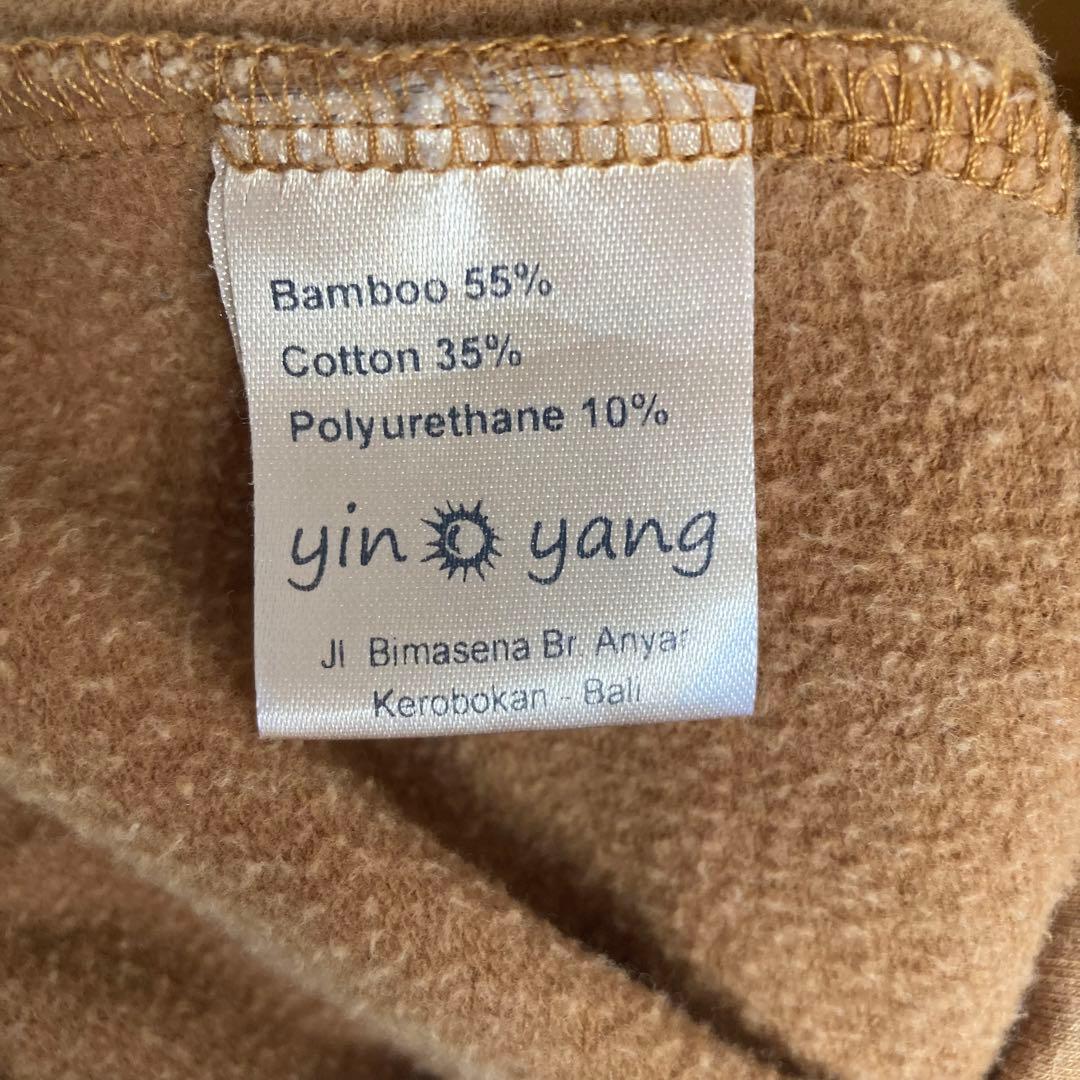 Bamboo 55%
Cotton 35%
Polyurethane 10%
yin yang
Jl Bimasena Br. Anyar
Kerobokan - Bali